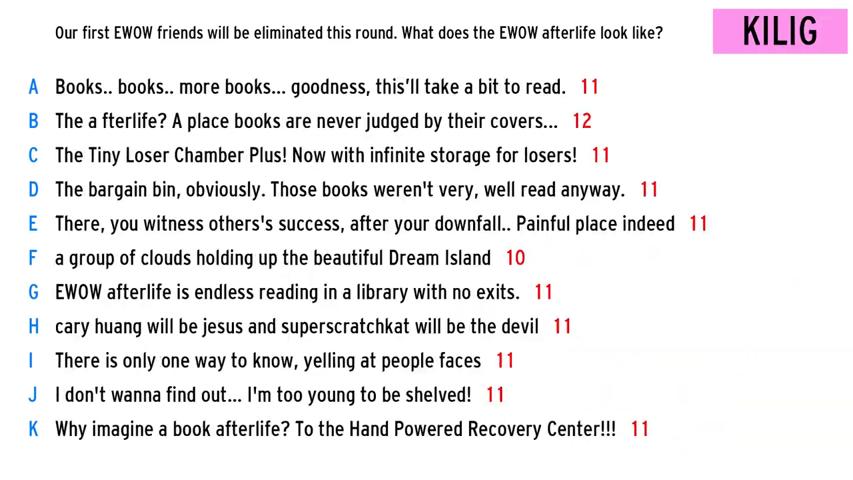 Our first EWOW friends will be eliminated this round. What does the EWOW afterlife look like?
KILIG
A Books.. books.. more books... goodness, this'll take a bit to read. 11
B The a fterlife? A place books are never judged by their covers... 12
C The Tiny Loser Chamber Plus! Now with infinite storage for losers! 11
D The bargain bin, obviously. Those books weren't very, well read anyway. 11
E There, you witness others's success, after your downfall.. Painful place indeed 11
F a group of clouds holding up the beautiful Dream Island 10
G EWOW afterlife is endless reading in a library with no exits. 11
H cary huang will be jesus and superscratchkat will be the devil 11
I There is only one way to know, yelling at people faces 11
J I don't wanna find out... I'm too young to be shelved! 11
K Why imagine a book afterlife? To the Hand Powered Recovery Center!!! 11